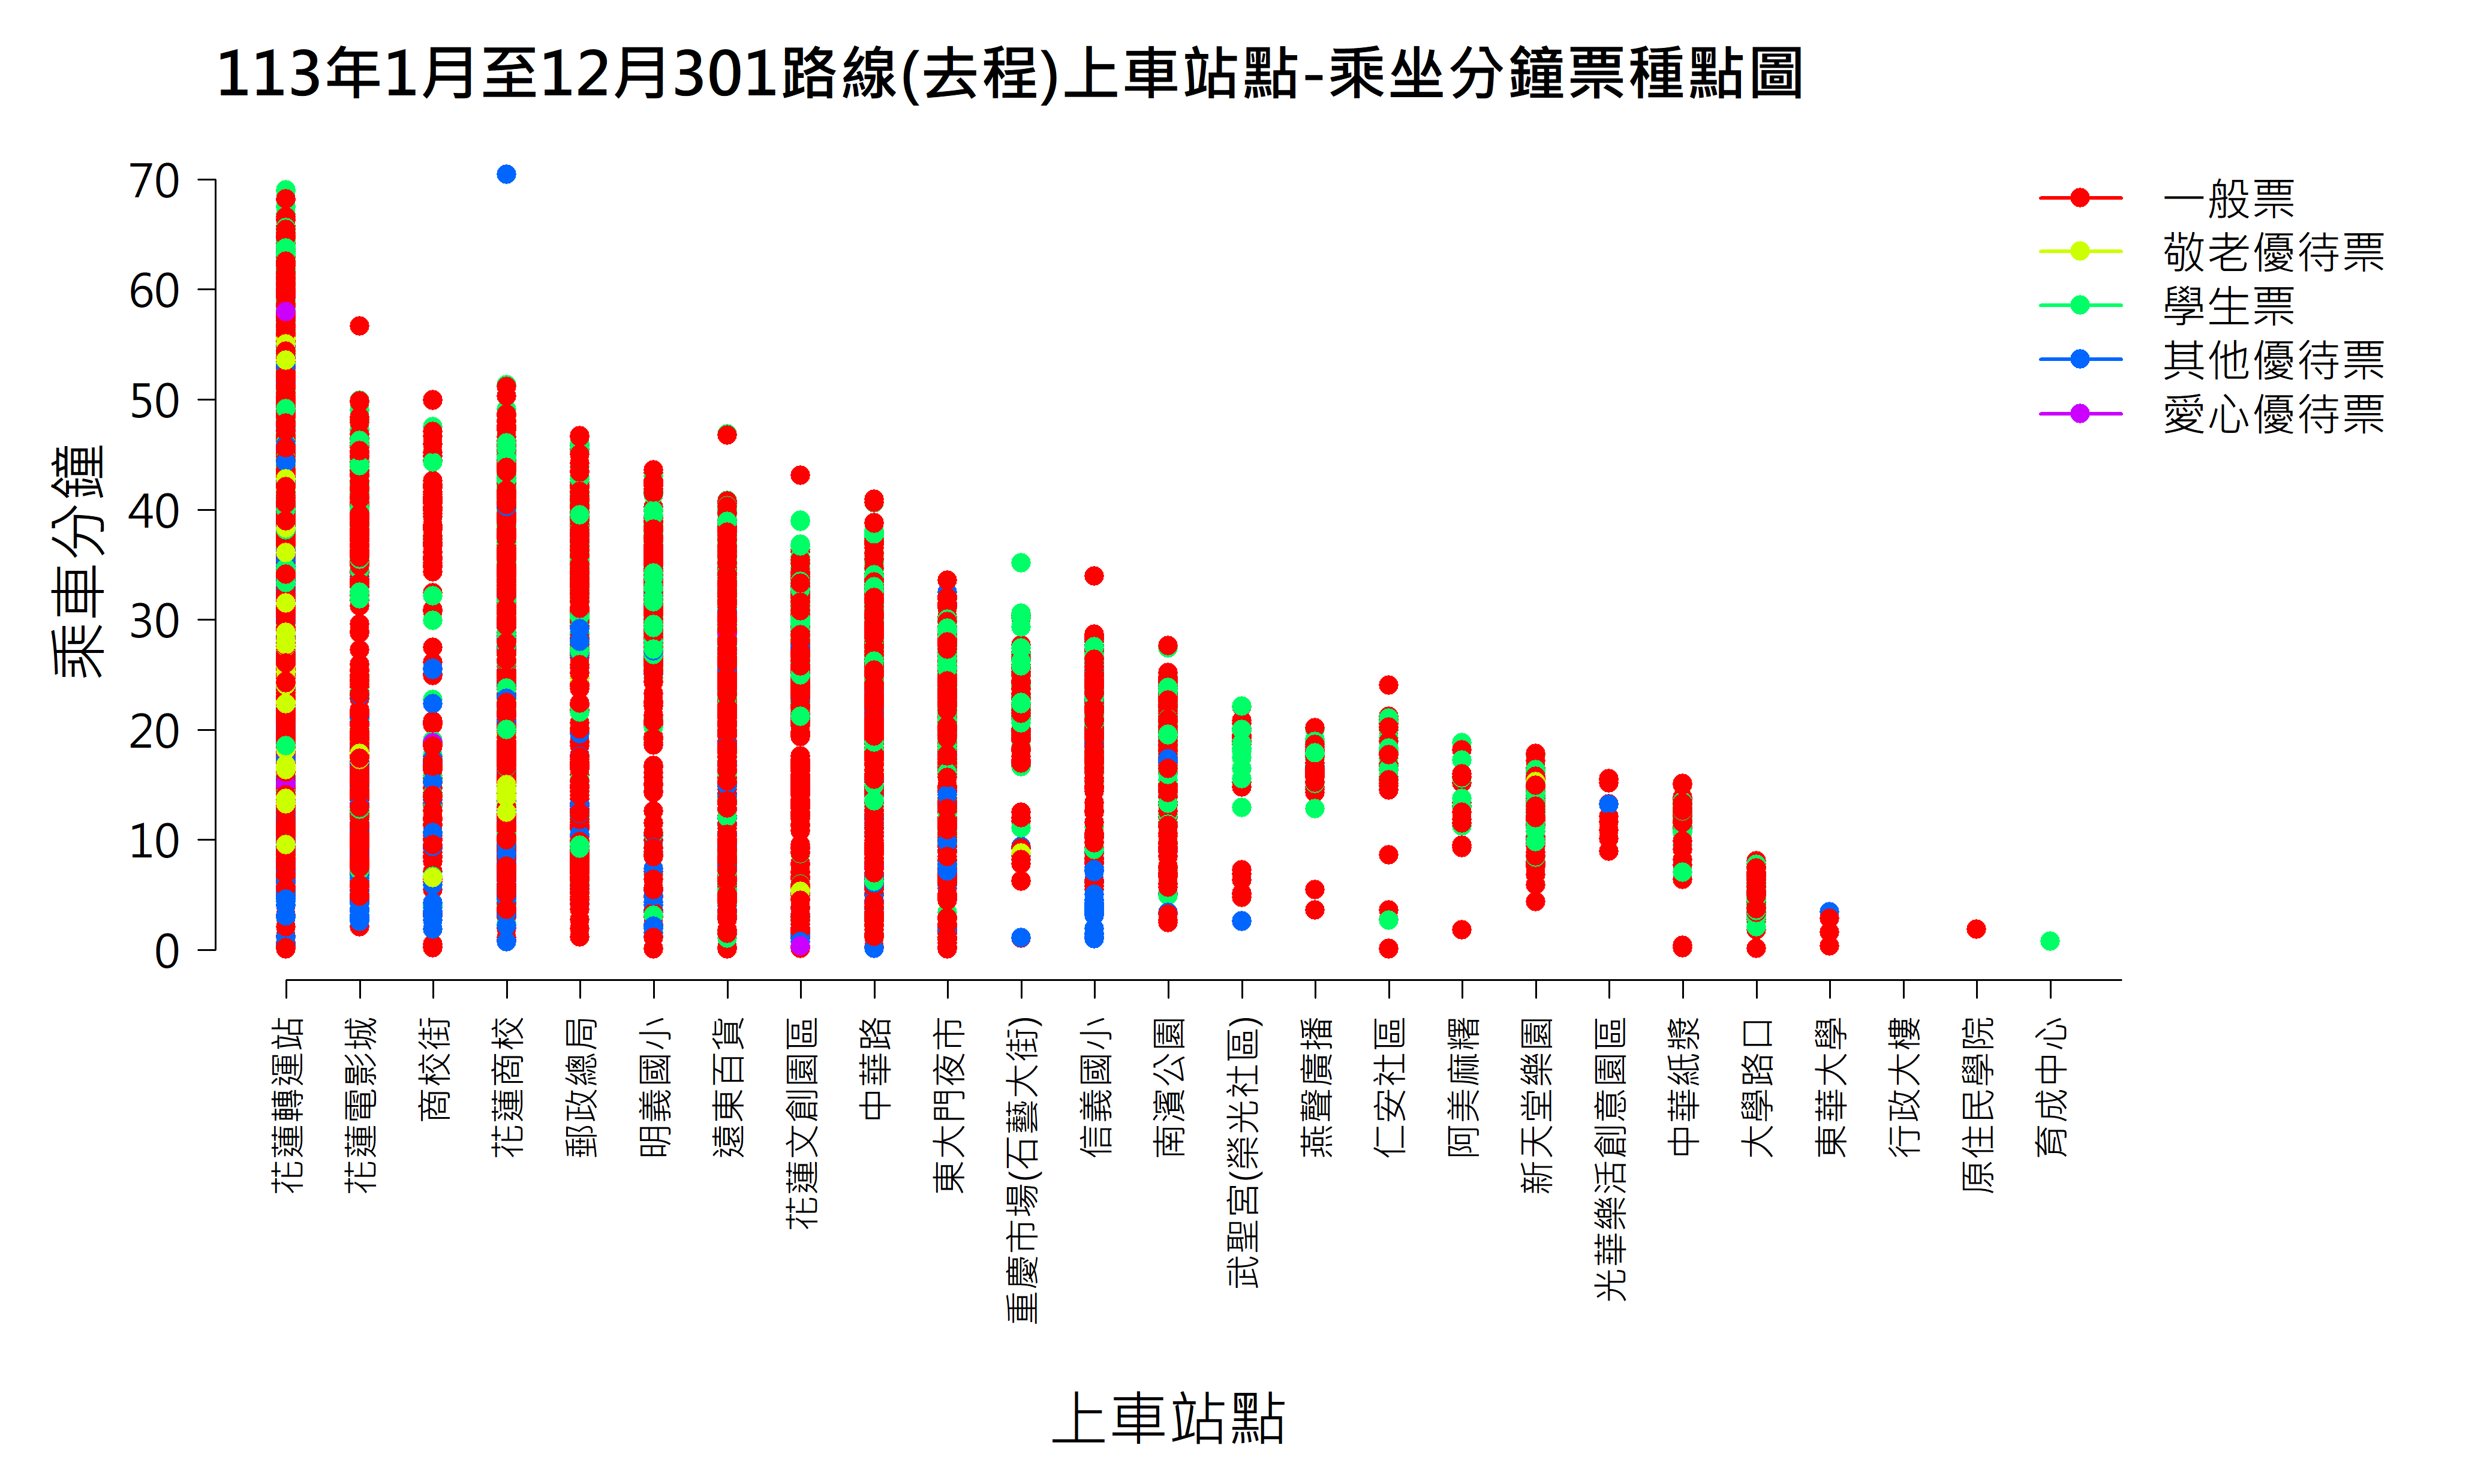 113年1月至12月301路線(去程)上車站點-乘坐分鐘票種點圖
一般票
敬老優待票
學生票
其他優待票
愛心優待票
乘車分鐘
70
60
50
40
30
20
10
0
花蓮轉運站
花蓮電影城
商校街
花蓮商校
郵政總局
明義國小
遠東百貨
花蓮文創園區
中華路
東大門夜市
重慶市場(石藝大街)
信義國小
南濱公園
武聖宮(榮光社區)
燕聲廣播
仁安社區
阿美麻糬
新天堂樂園
光華樂活創意園區
中華紙漿
大學路口
東華大學
行政大樓
原住民學院
育成中心
上車站點